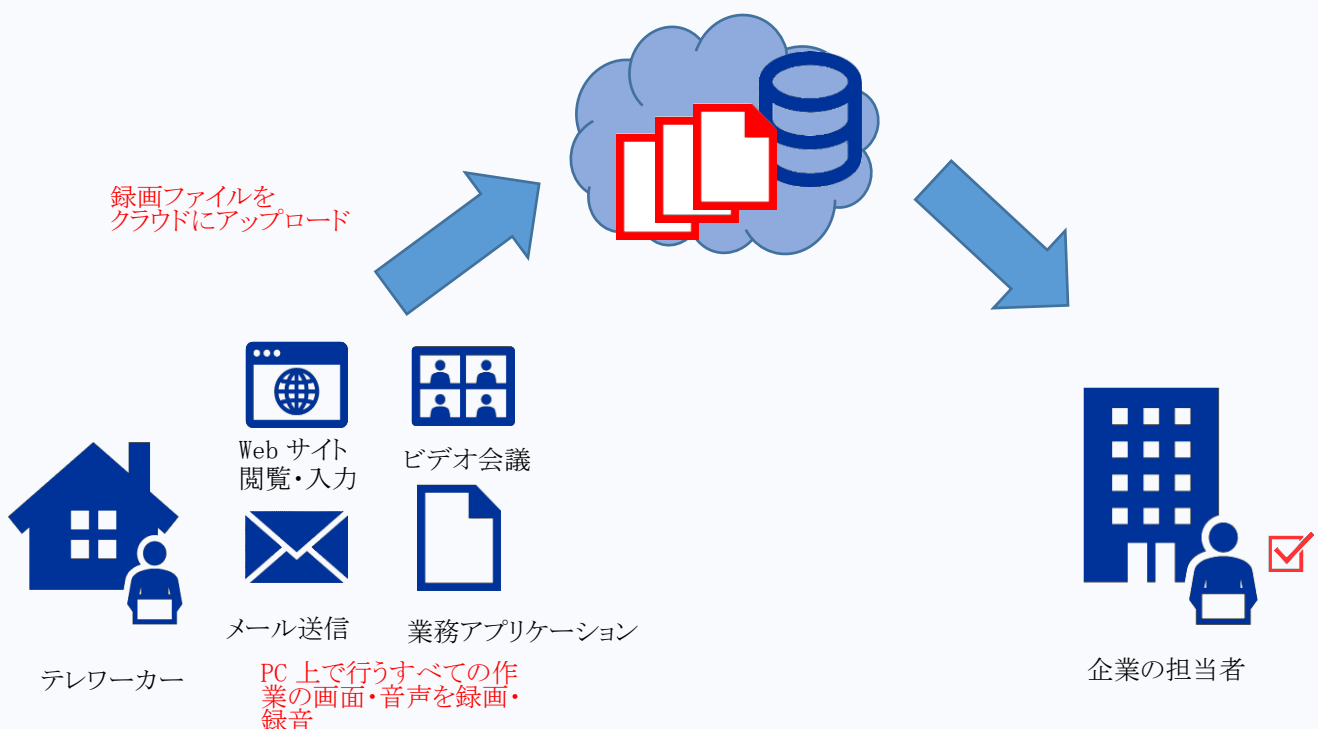 録画ファイルを
クラウドにアップロード
Web サイト
閲覧・入力
ビデオ会議
メール送信
業務アプリケーション
テレワーカー
PC 上で行うすべての作
業の画面・音声を録画・
録音
企業の担当者